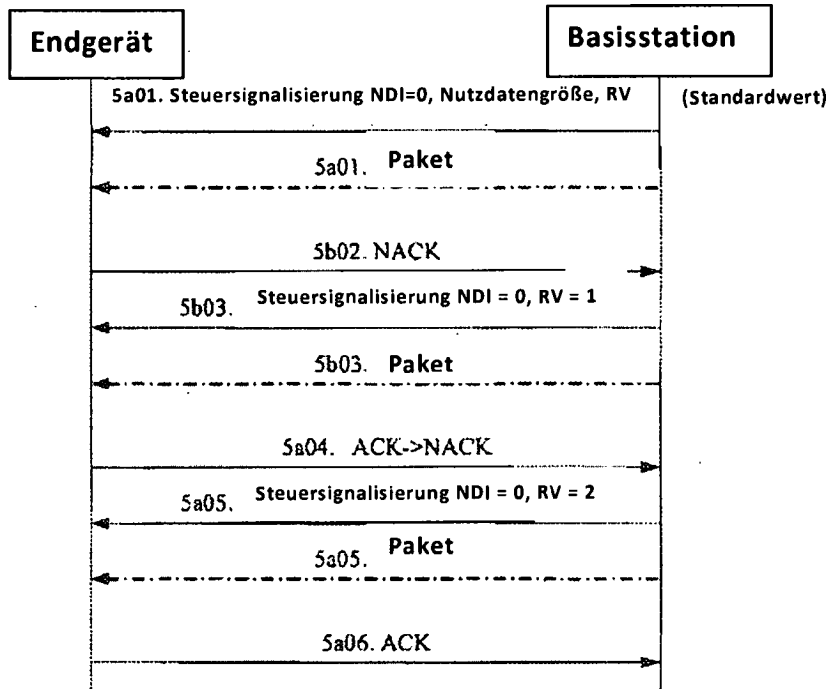 Endgerät
Basisstation
5a01. Steuersignalisierung NDI=0, Nutzdatengröße, RV (Standardwert)
5a01. Paket
5b02. NACK
5b03. Steuersignalisierung NDI = 0, RV = 1
5b03. Paket
5a04. ACK->NACK
5a05. Steuersignalisierung NDI = 0, RV = 2
5a05. Paket
5a06. ACK